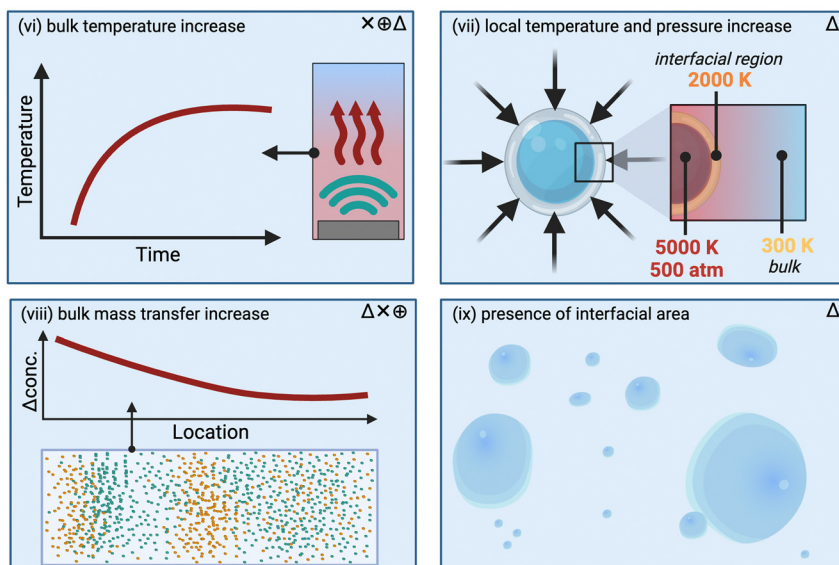 (vi) bulk temperature increase ×⊕Δ
Temperature
Time
(vii) local temperature and pressure increase Δ
interfacial region
2000 K
5000 K
500 atm
300 K
bulk
(viii) bulk mass transfer increase Δ×⊕
Δconc.
Location
(ix) presence of interfacial area Δ